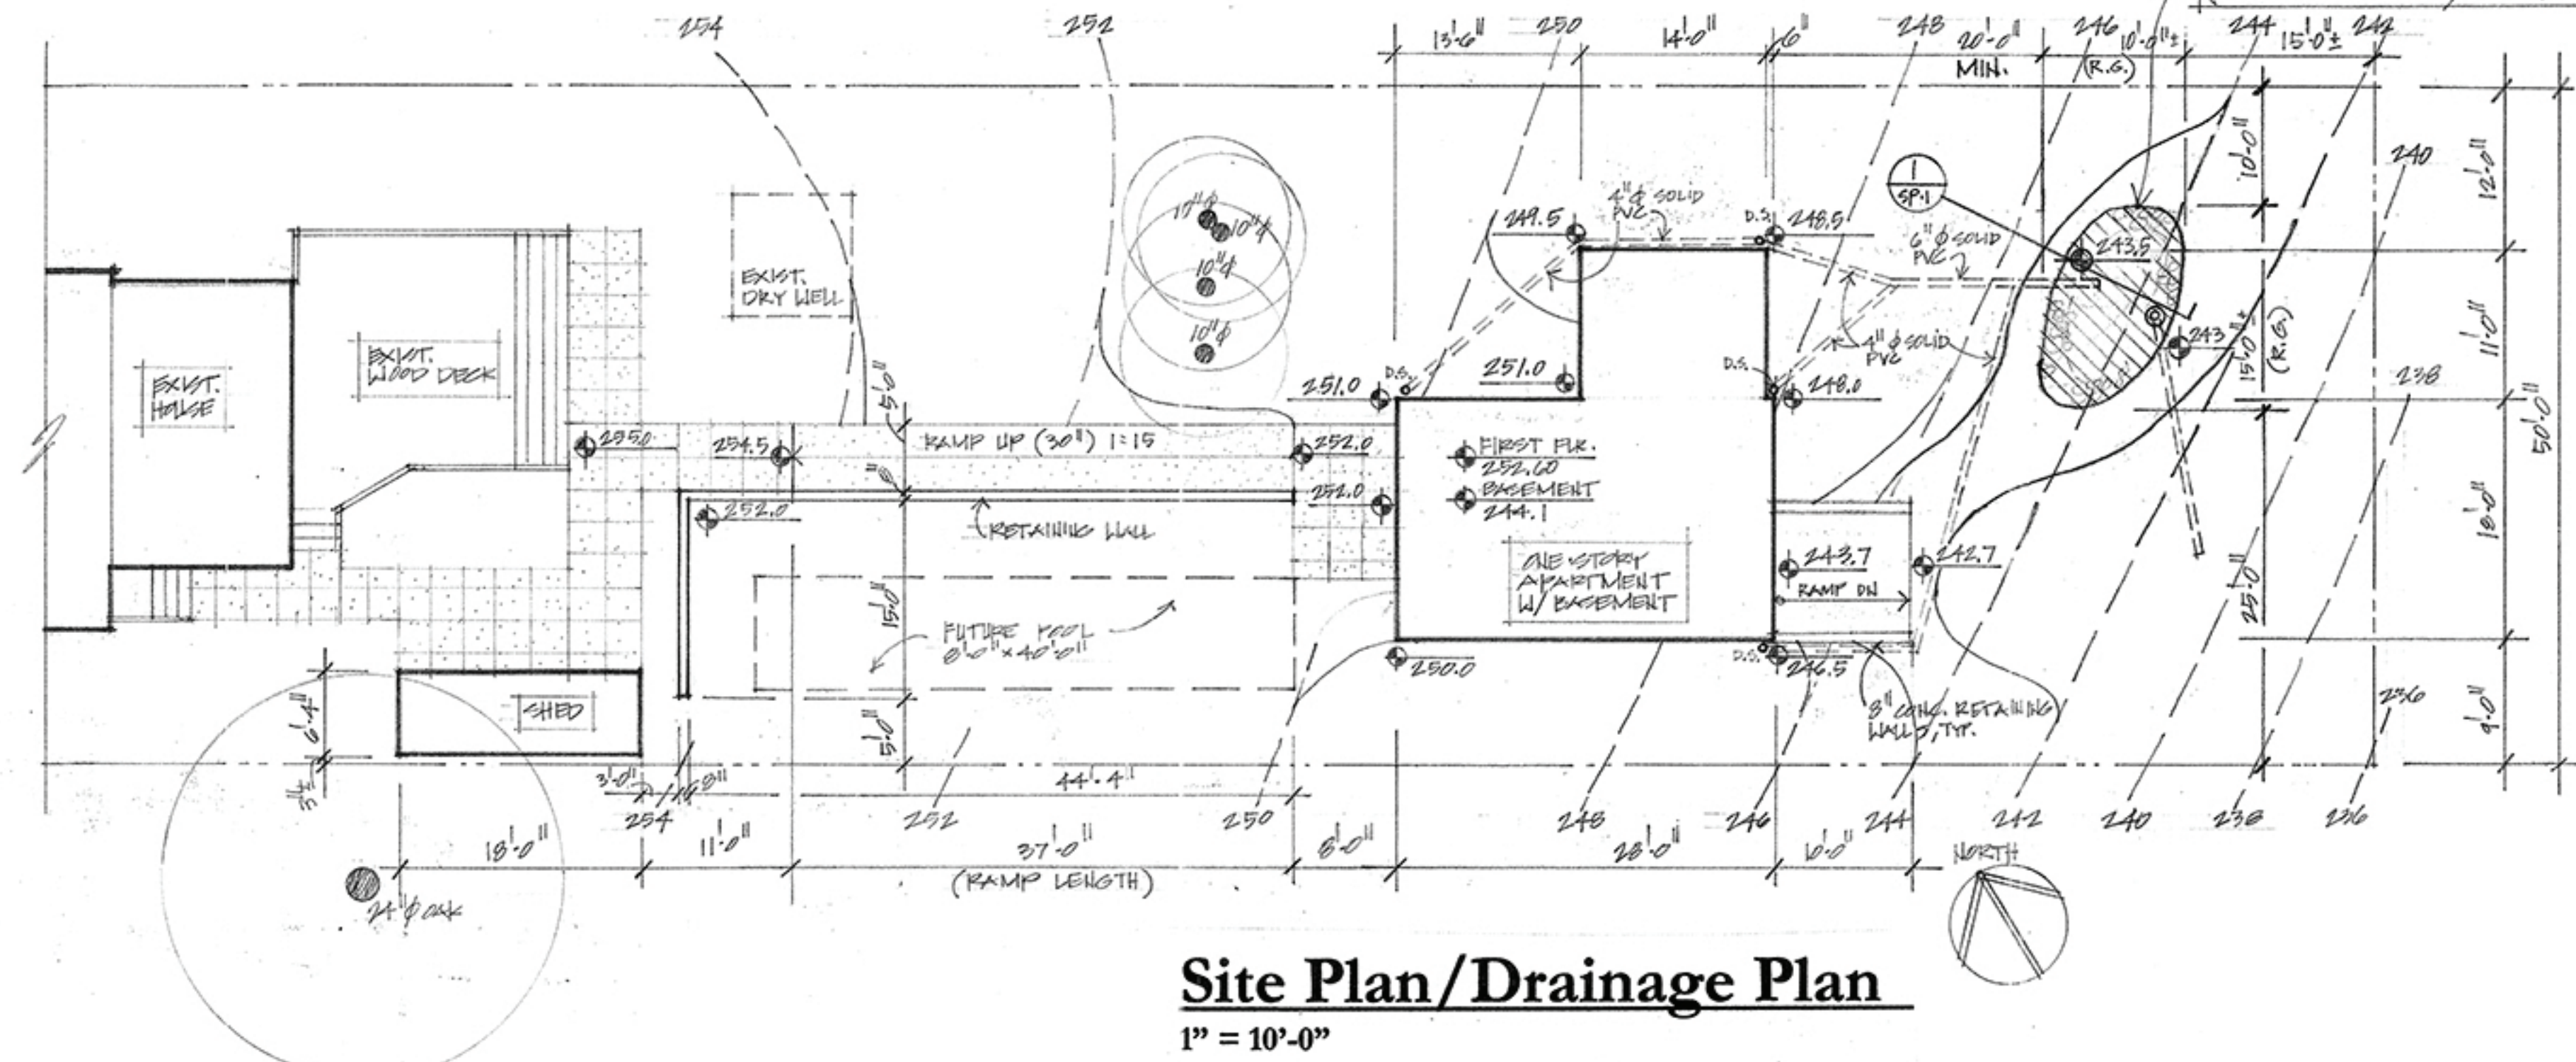 254
252
13'-6"
250
14'-0"
6"
248
20'-0"
MIN.
246
10'-0"±
(R.G.)
244
15'-0"±
242
10'-0"
12'-0"
240
1
SP.1
10"φ
10"φ
10"φ
249.5
4"φ SOLID
PVC
D.S.
248.5
6"φ SOLID
PVC
243.5
EXIST.
DRY WELL
EXIST.
WOOD DECK
EXIST.
HOUSE
10"φ
5'-0"
251.0
D.S.
251.0
D.S.
248.0
4"φ SOLID
PVC
243
15'-0"±
(R.G.)
11'-0"
238
50'-0"
255.0
254.5
RAMP UP (30") 1:15
8"
252.0
FIRST FLR.
252.60
BASEMENT
244.1
252.0
252.0
RETAINING WALL
18'-0"
ONE STORY
APARTMENT
W/ BASEMENT
243.7
RAMP DN
242.7
25'-0"
15'-0"
FUTURE POOL
8'-0" x 40'-0"
250.0
D.S.
246.5
8" CONC. RETAINING
WALLS, TYP.
236
9'-0"
SHED
6'-4"
5'-0"
3'-0"
8"
44'-4"
254
252
250
248
246
244
242
240
238
236
18'-0"
11'-0"
37'-0"
(RAMP LENGTH)
8'-0"
28'-0"
10'-0"
NORTH
24"φ OAK
Site Plan/Drainage Plan
1" = 10'-0"